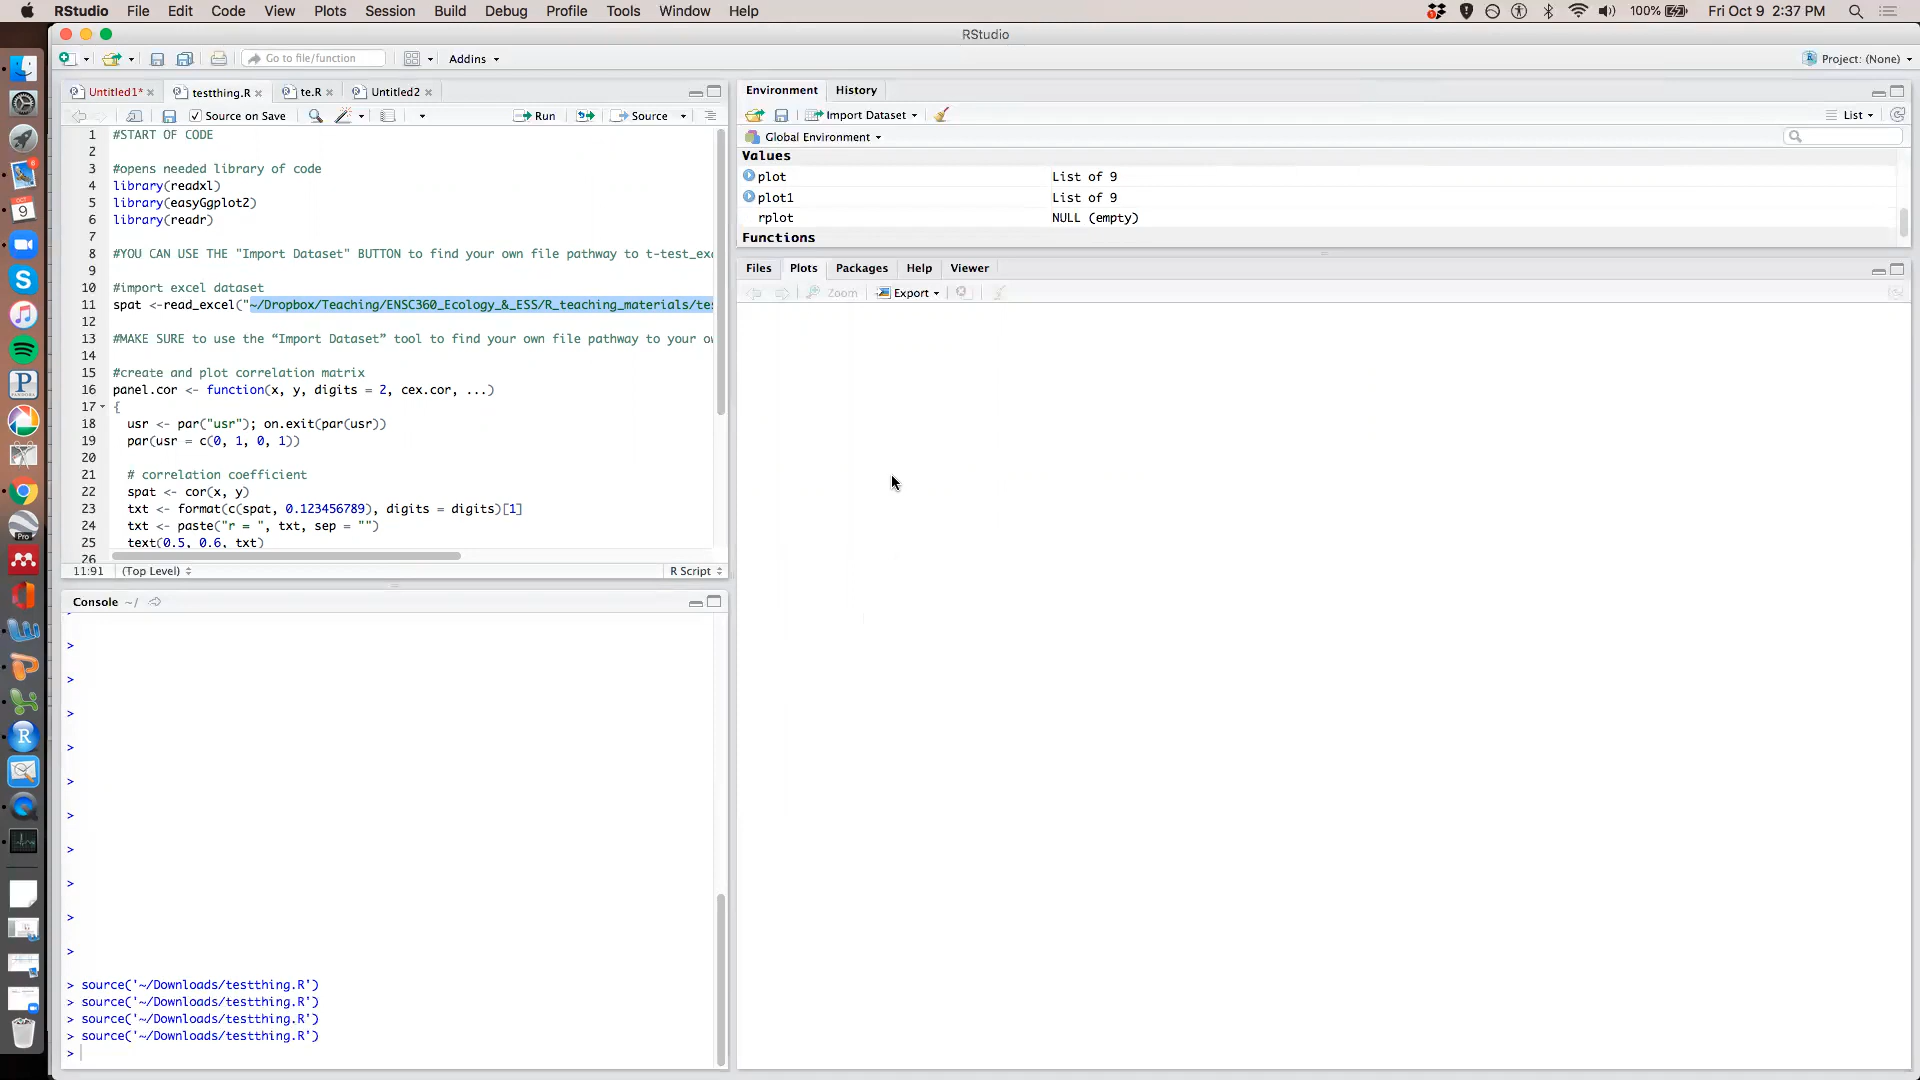 RStudio File Edit Code View Plots Session Build Debug Profile Tools Window Help 100% Fri Oct 9 2:37 PM
RStudio
Go to file/function Addins Project: (None)
Untitled1* testthing.R te.R Untitled2
Source on Save Run Source
1 #START OF CODE
2
3 #opens needed library of code
4 library(readxl)
5 library(easyGgplot2)
6 library(readr)
7
8 #YOU CAN USE THE "Import Dataset" BUTTON to find your own file pathway to t-test_exa
9
10 #import excel dataset
11 spat <-read_excel("~/Dropbox/Teaching/ENSC360_Ecology_&_ESS/R_teaching_materials/tes
12
13 #MAKE SURE to use the “Import Dataset” tool to find your own file pathway to your ow
14
15 #create and plot correlation matrix
16 panel.cor <- function(x, y, digits = 2, cex.cor, ...)
17 {
18 usr <- par("usr"); on.exit(par(usr))
19 par(usr = c(0, 1, 0, 1))
20
21 # correlation coefficient
22 spat <- cor(x, y)
23 txt <- format(c(spat, 0.123456789), digits = digits)[1]
24 txt <- paste("r = ", txt, sep = "")
25 text(0.5, 0.6, txt)
26
11:91 (Top Level) R Script
Console ~/
>
>
>
>
>
>
>
>
>
>
> source('~/Downloads/testthing.R')
> source('~/Downloads/testthing.R')
> source('~/Downloads/testthing.R')
> source('~/Downloads/testthing.R')
>
Environment History
Import Dataset List
Global Environment
Values
plot List of 9
plot1 List of 9
rplot NULL (empty)
Functions
Files Plots Packages Help Viewer
Zoom Export
OCT
9
Pro